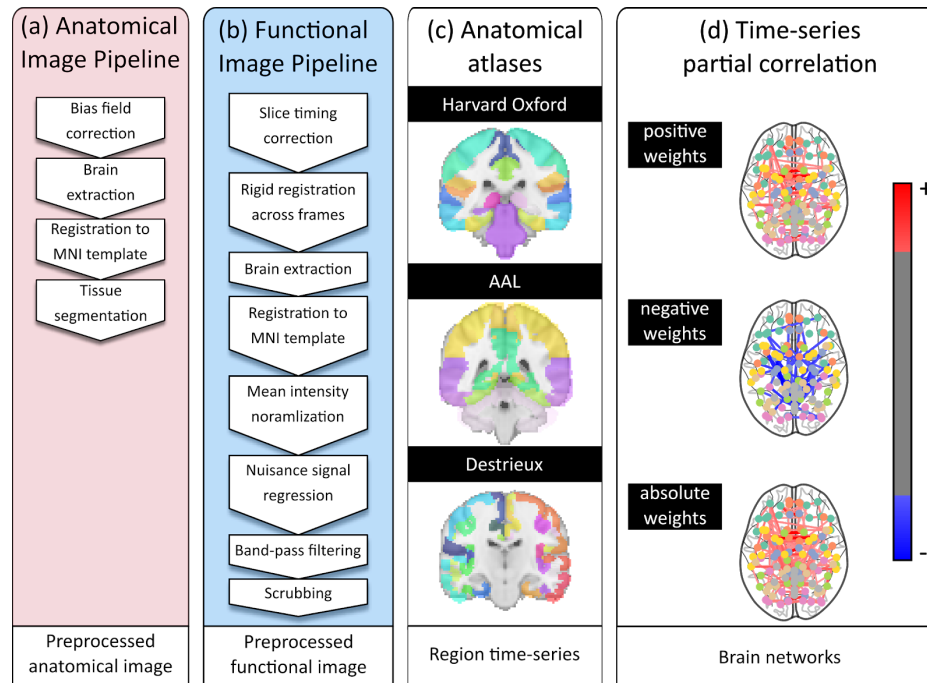 (a) Anatomical
Image Pipeline
Bias field
correction
Brain
extraction
Registration to
MNI template
Tissue
segmentation
Preprocessed
anatomical image
(b) Functional
Image Pipeline
Slice timing
correction
Rigid registration
across frames
Brain extraction
Registration to
MNI template
Mean intensity
noramlization
Nuisance signal
regression
Band-pass filtering
Scrubbing
Preprocessed
functional image
(c) Anatomical
atlases
Harvard Oxford
AAL
Destrieux
Region time-series
(d) Time-series
partial correlation
positive
weights
negative
weights
absolute
weights
+
-
Brain networks